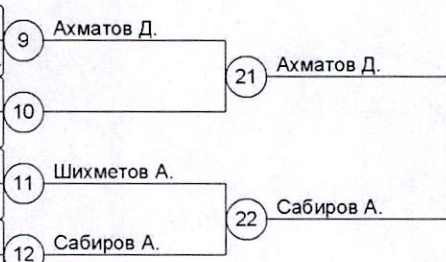 9 Ахматов Д.
21 Ахматов Д.
10
11 Шихметов А.
22 Сабиров А.
12 Сабиров А.